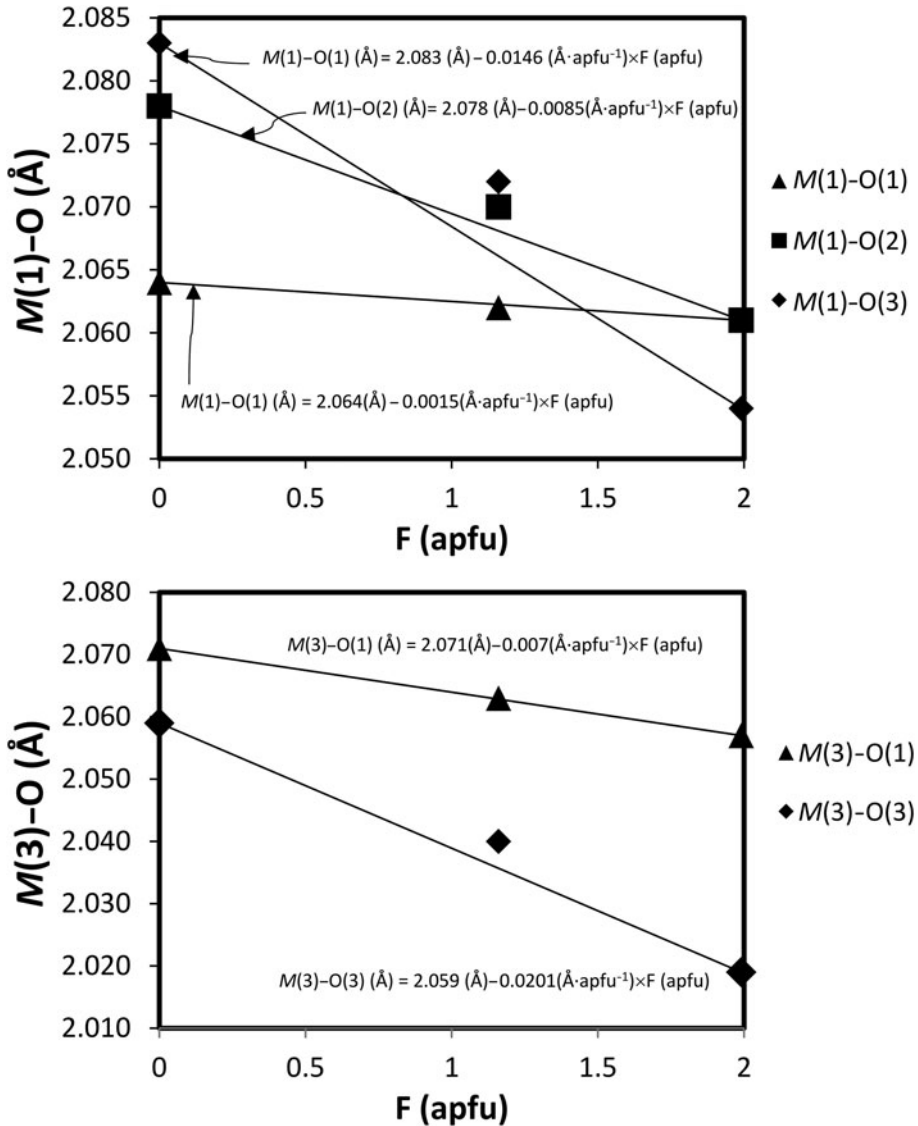 2.085
M(1)−O(1) (Å) = 2.083 (Å) − 0.0146 (Å·apfu⁻¹)×F (apfu)
2.080
M(1)−O(2) (Å)= 2.078 (Å)−0.0085(Å·apfu⁻¹)×F (apfu)
2.075
2.070
2.065
2.060
M(1)−O(1) (Å) = 2.064(Å)−0.0015(Å·apfu⁻¹)×F (apfu)
2.055
2.050
M(1)−O (Å)
M(1)−O(1)
M(1)−O(2)
M(1)−O(3)
0 0.5 1 1.5 2
F (apfu)
2.080
M(3)−O(1) (Å) = 2.071(Å)−0.007(Å·apfu⁻¹)×F (apfu)
2.070
2.060
2.050
2.040
2.030
2.020
M(3)−O(3) (Å) = 2.059 (Å)−0.0201(Å·apfu⁻¹)×F (apfu)
2.010
M(3)−O (Å)
M(3)−O(1)
M(3)−O(3)
0 0.5 1 1.5 2
F (apfu)